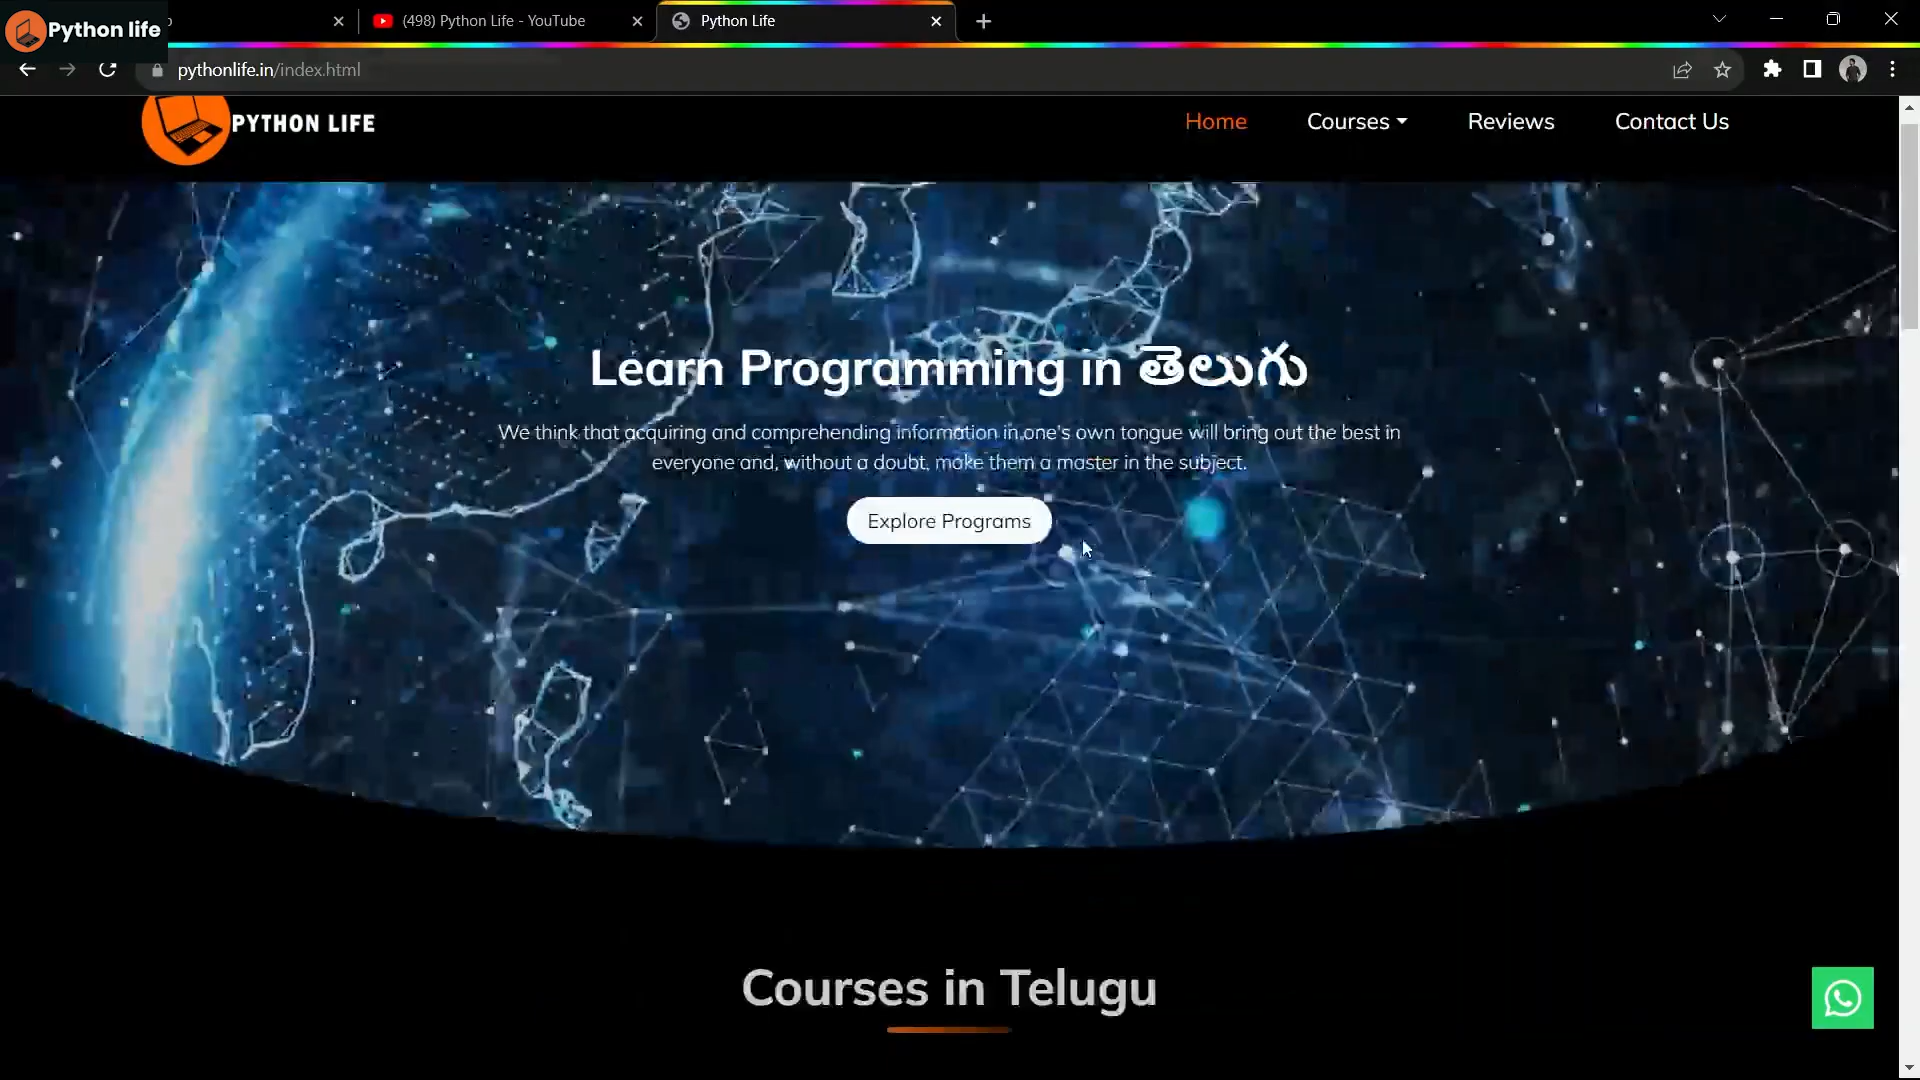 Python life
(498) Python Life - YouTube
Python Life
pythonlife.in/index.html
PYTHON LIFE
Home
Courses
Reviews
Contact Us
Learn Programming in తెలుగు
We think that acquiring and comprehending information in one's own tongue will bring out the best in
everyone and, without a doubt, make them a master in the subject.
Explore Programs
Courses in Telugu